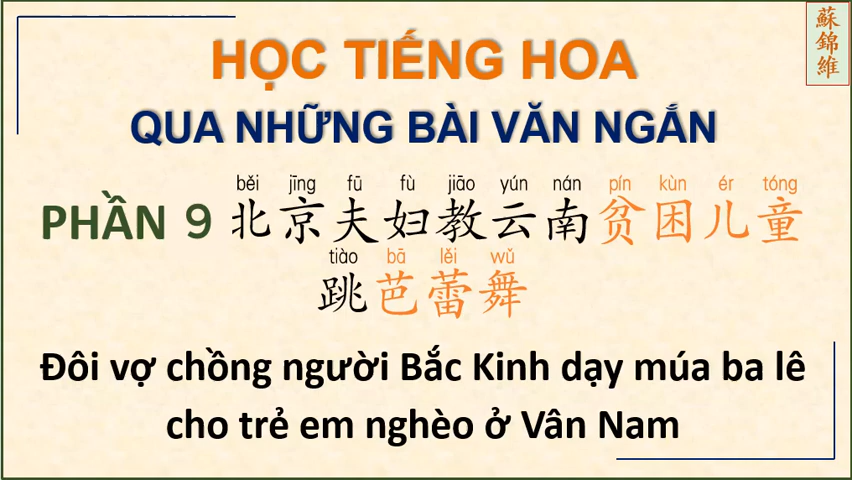 蘇錦維
HỌC TIẾNG HOA
QUA NHỮNG BÀI VĂN NGẮN
běi jīng fū fù jiāo yún nán pín kùn ér tóng
PHẦN 9 北京夫妇教云南贫困儿童
tiào bā lěi wǔ
跳芭蕾舞
Đôi vợ chồng người Bắc Kinh dạy múa ba lê
cho trẻ em nghèo ở Vân Nam